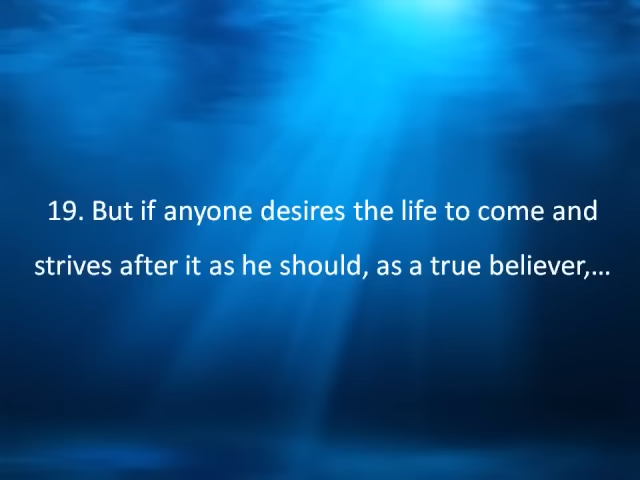 19. But if anyone desires the life to come and
strives after it as he should, as a true believer,…